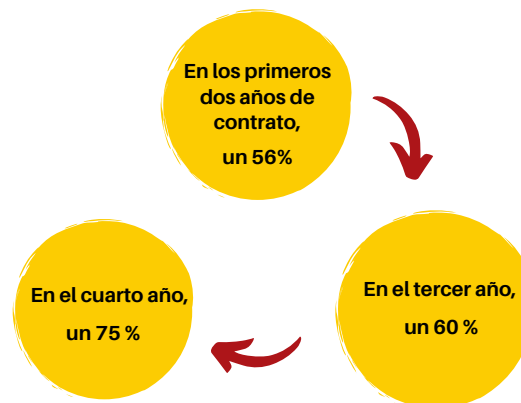 En los primeros
dos años de
contrato,
un 56%
En el tercer año,
un 60 %
En el cuarto año,
un 75 %